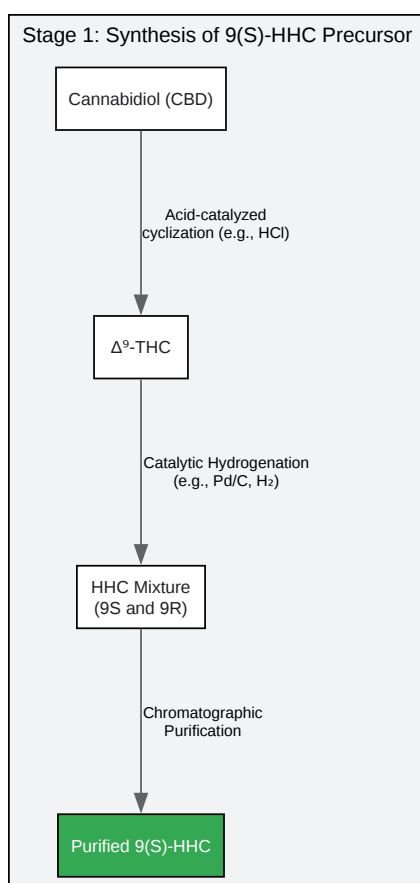 Stage 1: Synthesis of 9(S)-HHC Precursor
Cannabidiol (CBD)
Acid-catalyzed
cyclization (e.g., HCl)
Δ⁹-THC
Catalytic Hydrogenation
(e.g., Pd/C, H₂)
HHC Mixture
(9S and 9R)
Chromatographic
Purification
Purified 9(S)-HHC